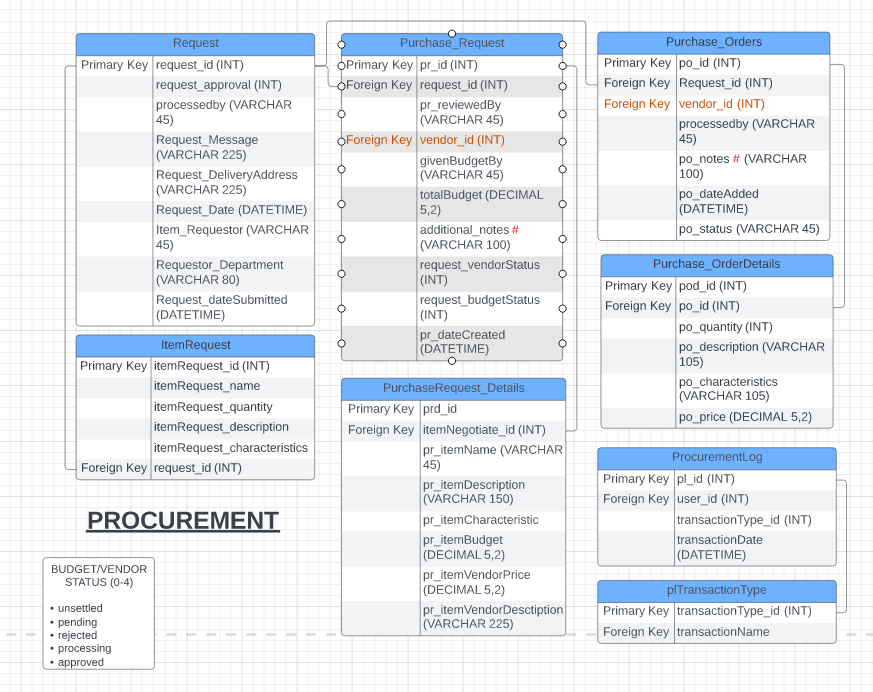 Request
Primary Key request_id (INT)
request_approval (INT)
processedby (VARCHAR
45)
Request_Message
(VARCHAR 225)
Request_DeliveryAddress
(VARCHAR 225)
Request_Date (DATETIME)
Item_Requestor (VARCHAR
45)
Requestor_Department
(VARCHAR 80)
Request_dateSubmitted
(DATETIME)
ItemRequest
Primary Key itemRequest_id (INT)
itemRequest_name
itemRequest_quantity
itemRequest_description
itemRequest_characteristics
Foreign Key request_id (INT)
PROCUREMENT
BUDGET/VENDOR
STATUS (0-4)
• unsettled
• pending
• rejected
• processing
• approved
Purchase_Request
Primary Key pr_id (INT)
Foreign Key request_id (INT)
pr_reviewedBy
(VARCHAR 45)
Foreign Key vendor_id (INT)
givenBudgetBy
(VARCHAR 45)
totalBudget (DECIMAL
5,2)
additional_notes #
(VARCHAR 100)
request_vendorStatus
(INT)
request_budgetStatus
(INT)
pr_dateCreated
(DATETIME)
PurchaseRequest_Details
Primary Key prd_id
Foreign Key itemNegotiate_id (INT)
pr_itemName (VARCHAR
45)
pr_itemDescription
(VARCHAR 150)
pr_itemCharacteristic
pr_itemBudget
(DECIMAL 5,2)
pr_itemVendorPrice
(DECIMAL 5,2)
pr_itemVendorDesctiption
(VARCHAR 225)
Purchase_Orders
Primary Key po_id (INT)
Foreign Key Request_id (INT)
Foreign Key vendor_id (INT)
processedby (VARCHAR
45)
po_notes # (VARCHAR
100)
po_dateAdded
(DATETIME)
po_status (VARCHAR 45)
Purchase_OrderDetails
Primary Key pod_id (INT)
Foreign Key po_id (INT)
po_quantity (INT)
po_description (VARCHAR
105)
po_characteristics
(VARCHAR 105)
po_price (DECIMAL 5,2)
ProcurementLog
Primary Key pl_id (INT)
Foreign Key user_id (INT)
transactionType_id (INT)
transactionDate
(DATETIME)
plTransactionType
Primary Key transactionType_id (INT)
Foreign Key transactionName